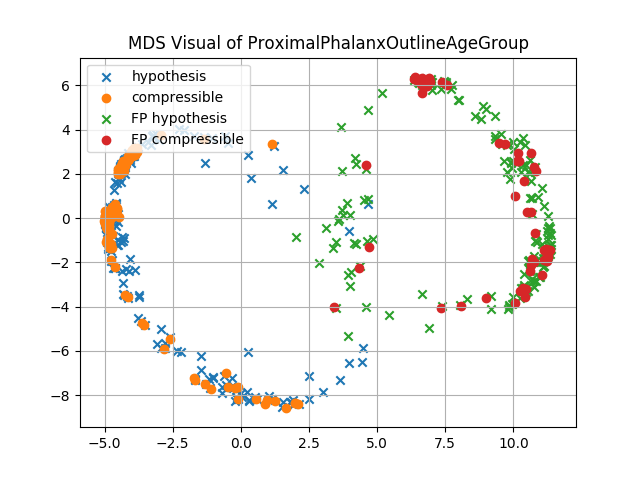 MDS Visual of ProximalPhalanxOutlineAgeGroup
hypothesis
compressible
FP hypothesis
FP compressible
6
4
2
0
−2
−4
−6
−8
−5.0 −2.5 0.0 2.5 5.0 7.5 10.0